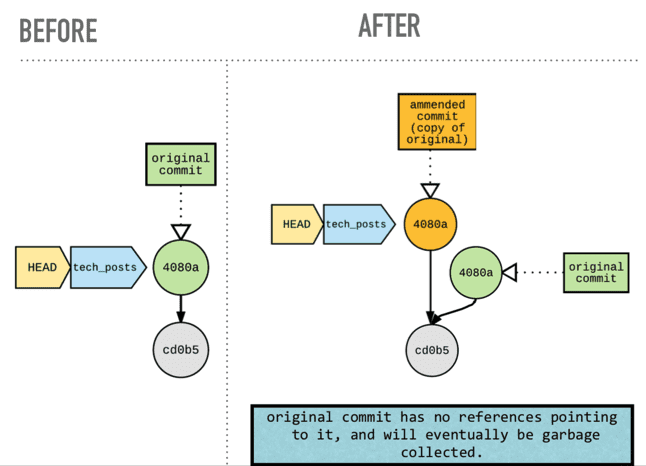 BEFORE
AFTER
original
commit
HEAD
tech_posts
4080a
cd0b5
ammended
commit
(copy of
original)
HEAD
tech_posts
4080a
4080a
original
commit
cd0b5
original commit has no references pointing
to it, and will eventually be garbage
collected.